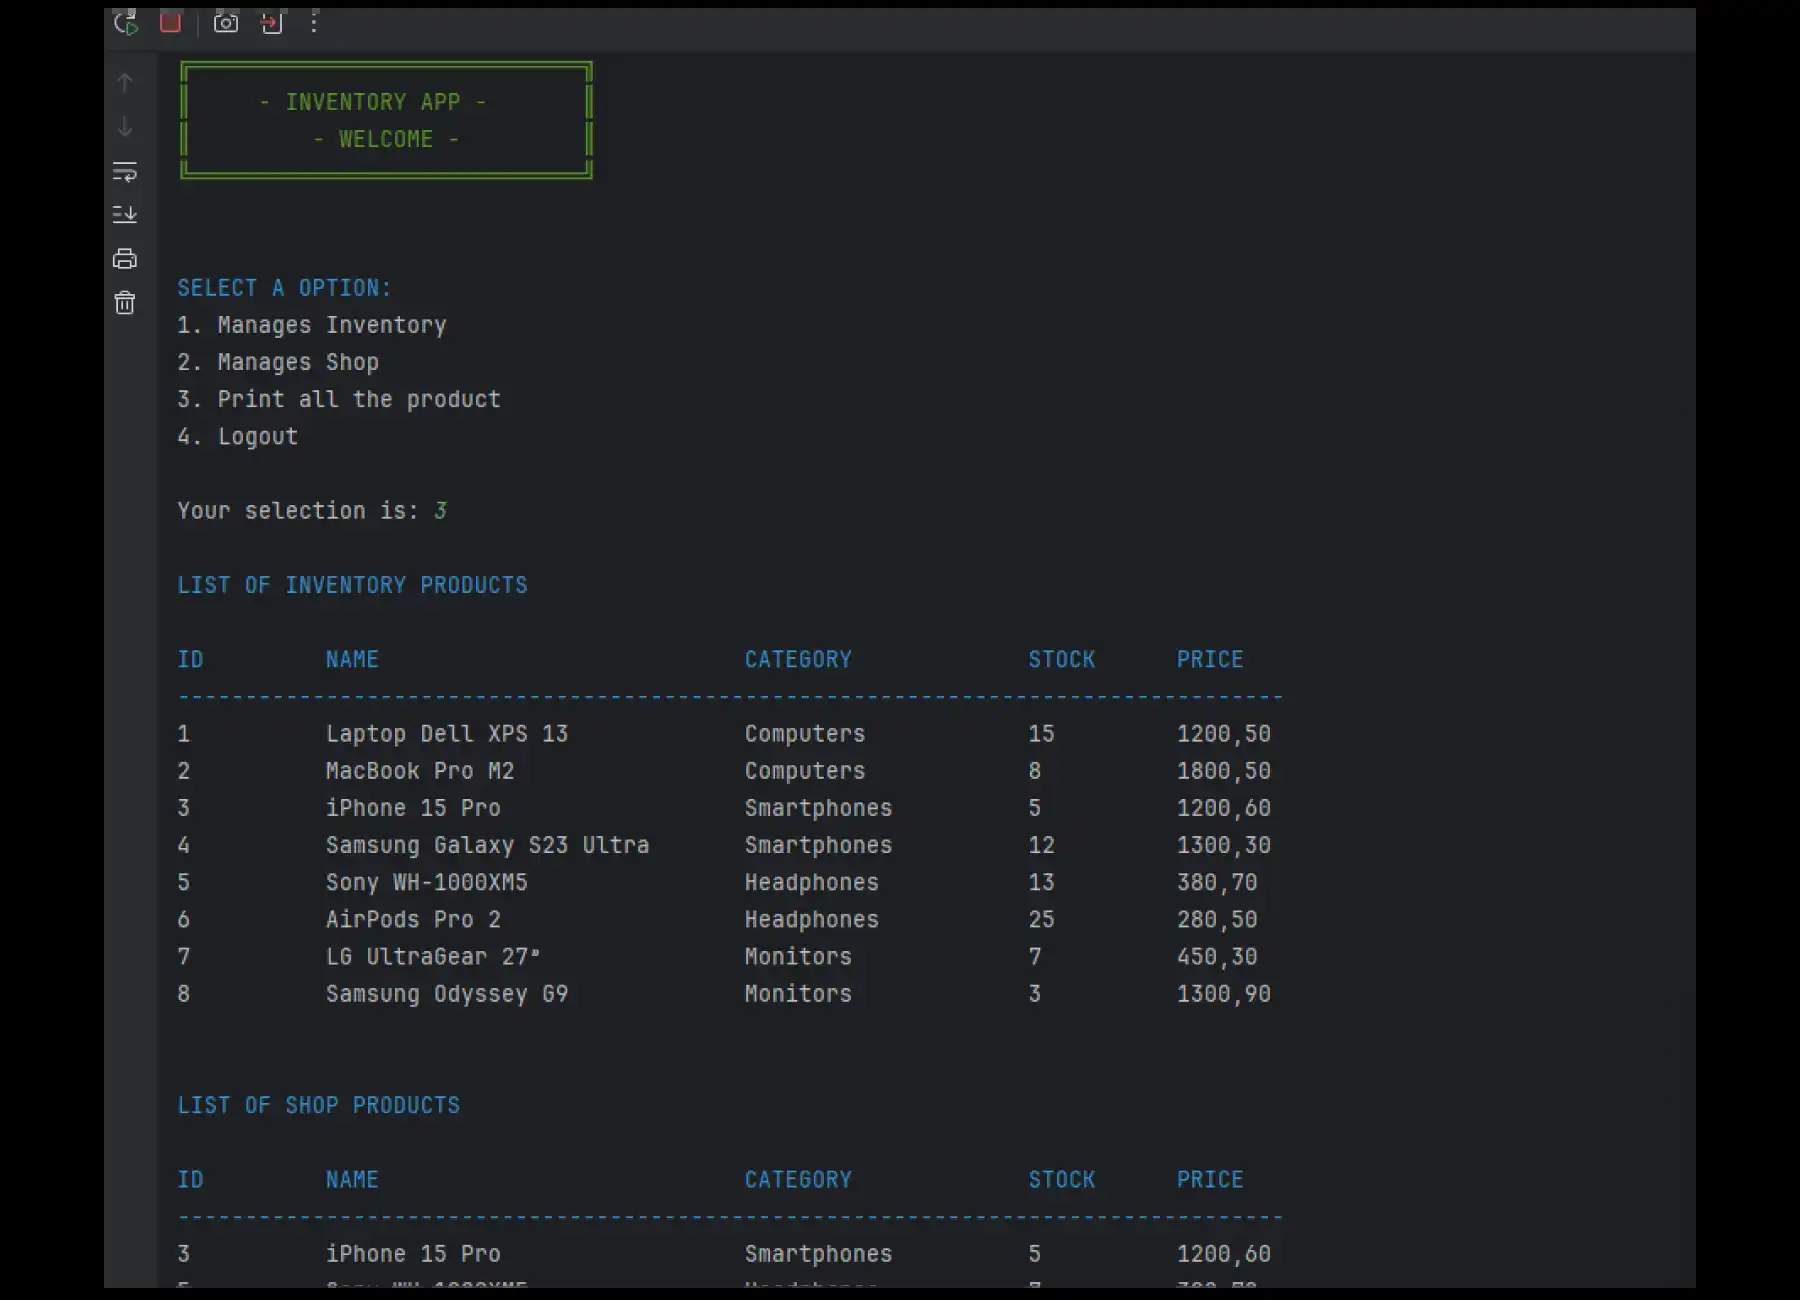 - INVENTORY APP -
- WELCOME -
SELECT A OPTION:
1. Manages Inventory
2. Manages Shop
3. Print all the product
4. Logout
Your selection is: 3
LIST OF INVENTORY PRODUCTS
ID NAME CATEGORY STOCK PRICE
1 Laptop Dell XPS 13 Computers 15 1200,50
2 MacBook Pro M2 Computers 8 1800,50
3 iPhone 15 Pro Smartphones 5 1200,60
4 Samsung Galaxy S23 Ultra Smartphones 12 1300,30
5 Sony WH-1000XM5 Headphones 13 380,70
6 AirPods Pro 2 Headphones 25 280,50
7 LG UltraGear 27" Monitors 7 450,30
8 Samsung Odyssey G9 Monitors 3 1300,90
LIST OF SHOP PRODUCTS
ID NAME CATEGORY STOCK PRICE
3 iPhone 15 Pro Smartphones 5 1200,60